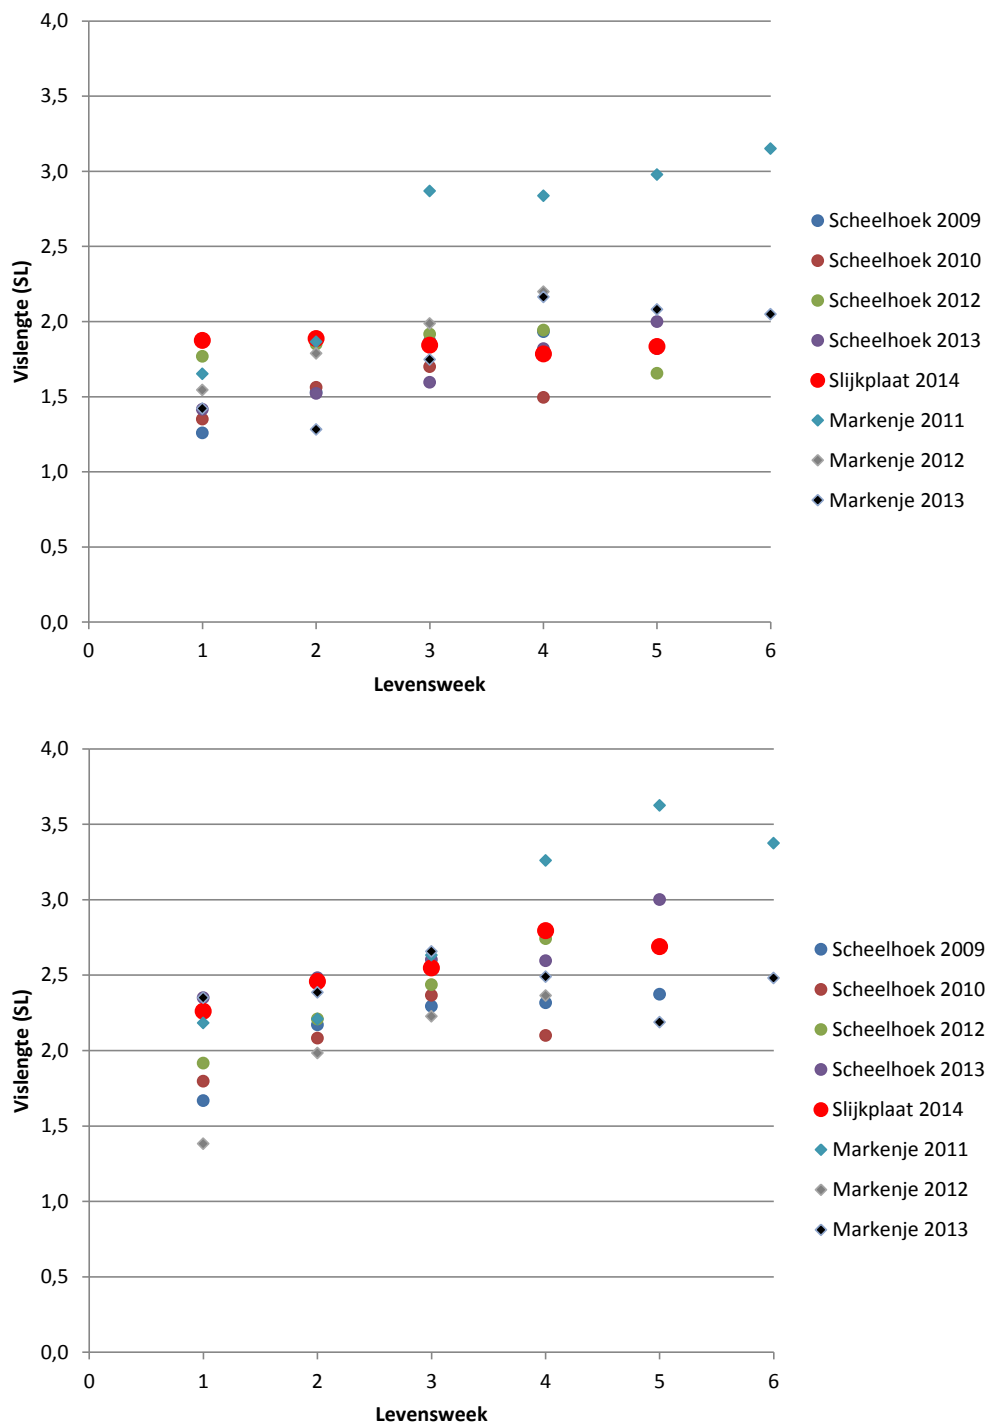 4,0
3,5
3,0
2,5
2,0
1,5
1,0
0,5
0,0
Vislengte (SL)
0 1 2 3 4 5 6
Levensweek
Scheelhoek 2009
Scheelhoek 2010
Scheelhoek 2012
Scheelhoek 2013
Slijkplaat 2014
Markenje 2011
Markenje 2012
Markenje 2013
4,0
3,5
3,0
2,5
2,0
1,5
1,0
0,5
0,0
Vislengte (SL)
0 1 2 3 4 5 6
Levensweek
Scheelhoek 2009
Scheelhoek 2010
Scheelhoek 2012
Scheelhoek 2013
Slijkplaat 2014
Markenje 2011
Markenje 2012
Markenje 2013